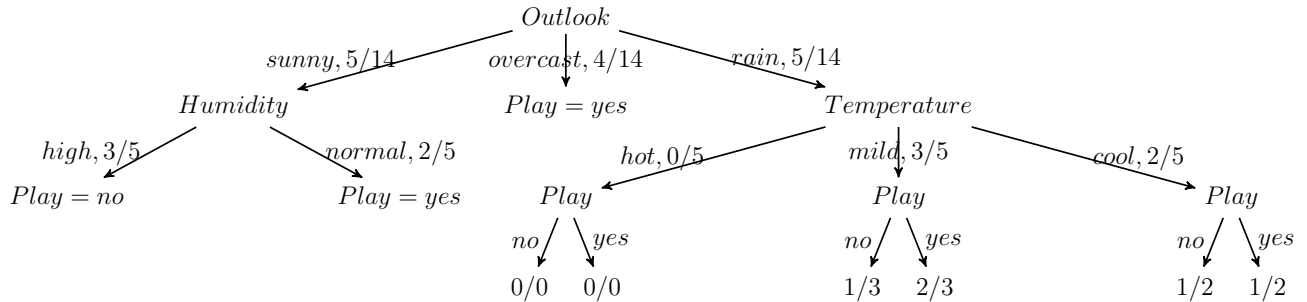 Outlook
sunny, 5/14 overcast, 4/14 rain, 5/14
Humidity Play = yes Temperature
high, 3/5 normal, 2/5 hot, 0/5 mild, 3/5 cool, 2/5
Play = no Play = yes Play Play Play
no yes no yes no yes
0/0 0/0 1/3 2/3 1/2 1/2